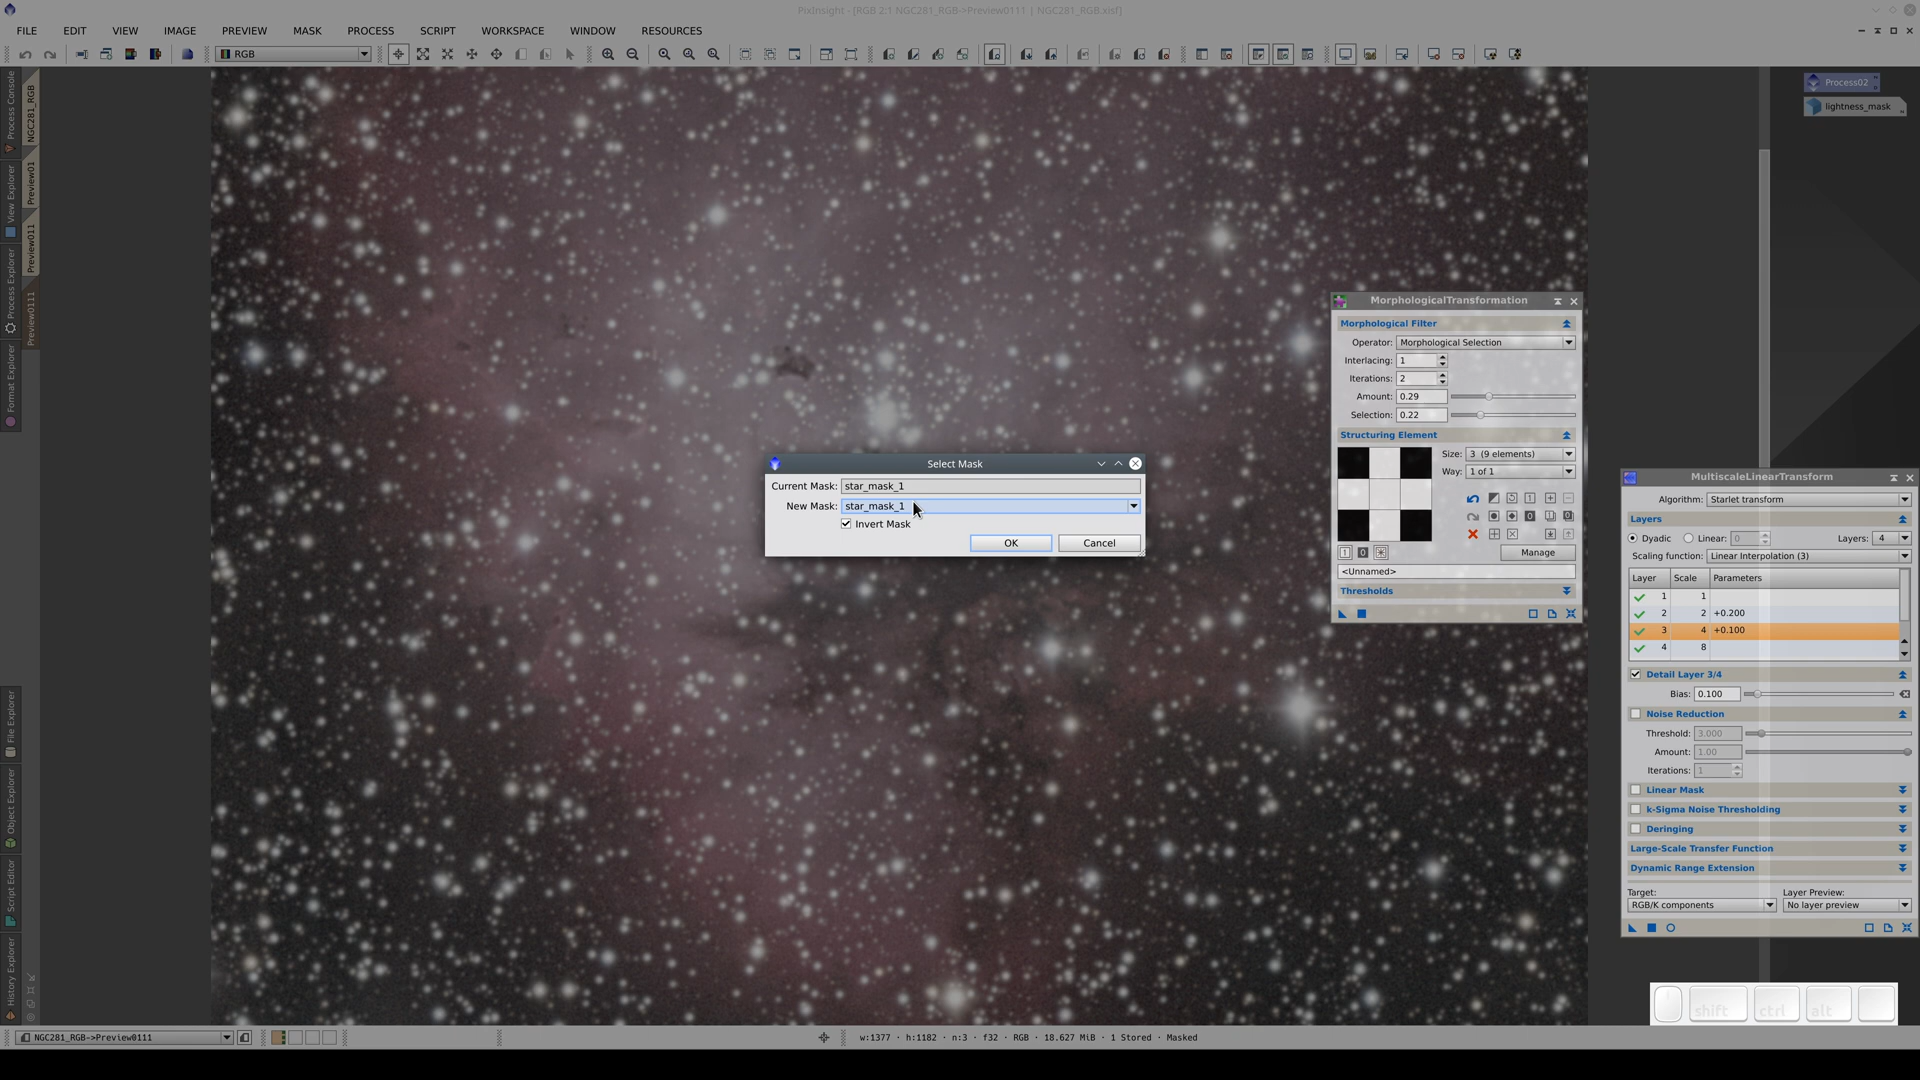 PixInsight - [RGB 2:1 NGC281_RGB->Preview0111 | NGC281_RGB.xisf]
FILE EDIT VIEW IMAGE PREVIEW MASK PROCESS SCRIPT WORKSPACE WINDOW RESOURCES
RGB
Process Console
View Explorer
Process Explorer
Format Explorer
File Explorer
Object Explorer
Script Editor
History Explorer
NGC281_RGB
Preview01
Preview011
Preview0111
Process02
lightness_mask
MorphologicalTransformation
Morphological Filter
Operator: Morphological Selection
Interlacing: 1
Iterations: 2
Amount: 0.29
Selection: 0.22
Structuring Element
Size: 3 (9 elements)
Way: 1 of 1
Manage
<Unnamed>
Thresholds
Select Mask
Current Mask: star_mask_1
New Mask: star_mask_1
Invert Mask
OK Cancel
MultiscaleLinearTransform
Algorithm: Starlet transform
Layers
Dyadic Linear: 0 Layers: 4
Scaling function: Linear Interpolation (3)
Layer Scale Parameters
1 1
2 2 +0.200
3 4 +0.100
4 8
Detail Layer 3/4
Bias: 0.100
Noise Reduction
Threshold: 3.000
Amount: 1.00
Iterations: 1
Linear Mask
k-Sigma Noise Thresholding
Deringing
Large-Scale Transfer Function
Dynamic Range Extension
Target: Layer Preview:
RGB/K components No layer preview
shift ctrl alt
NGC281_RGB->Preview0111
w:1377 · h:1182 · n:3 · f32 · RGB · 18.627 MiB · 1 Stored · Masked